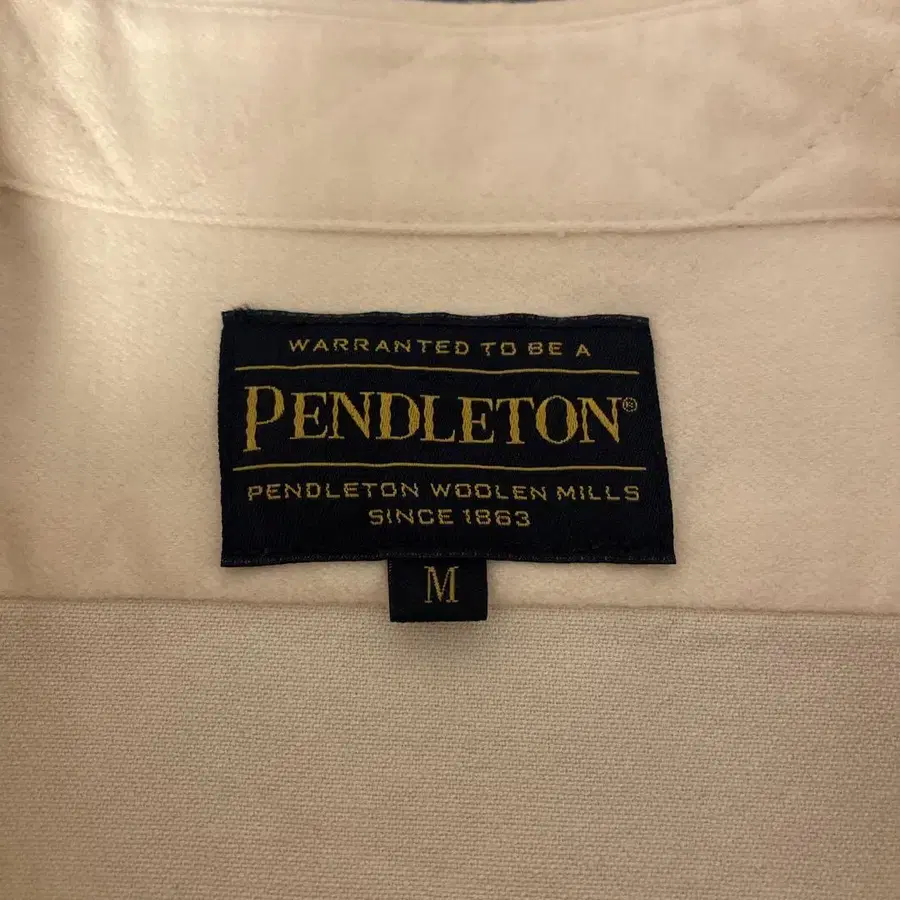 WARRANTED TO BE A
PENDLETON®
PENDLETON WOOLEN MILLS
SINCE 1863
M